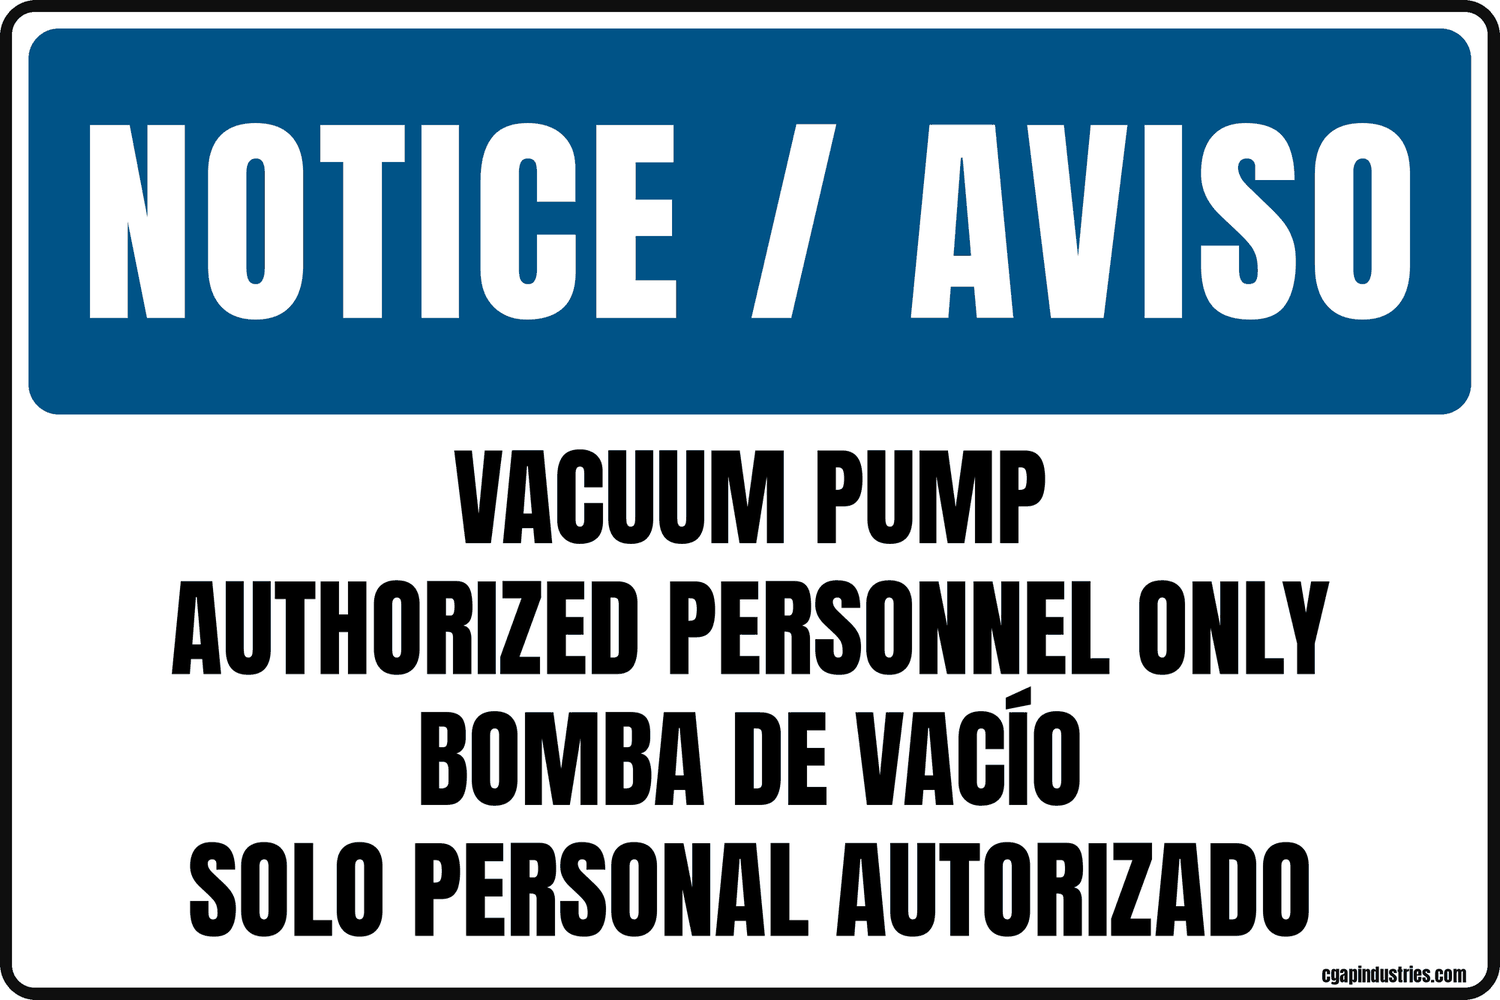 NOTICE / AVISO
VACUUM PUMP
AUTHORIZED PERSONNEL ONLY
BOMBA DE VACÍO
SOLO PERSONAL AUTORIZADO
cgapindustries.com